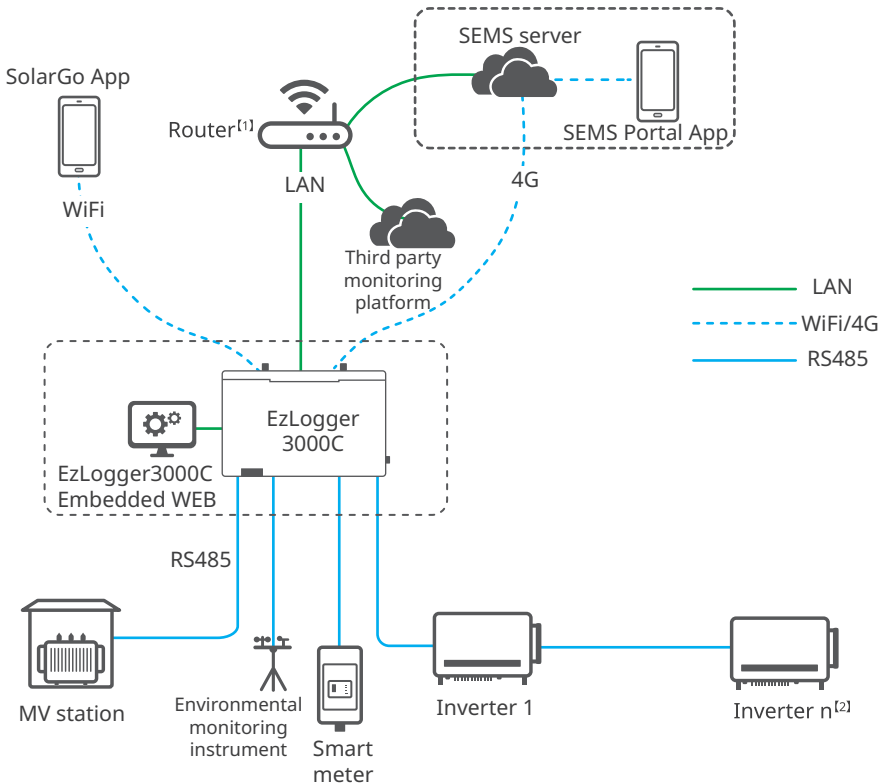 SEMS server
SolarGo App
Router【1】
SEMS Portal App
LAN
4G
WiFi
Third party
monitoring
platform
LAN
WiFi/4G
RS485
EzLogger
3000C
EzLogger3000C
Embedded WEB
RS485
MV station
Environmental
monitoring
instrument
Smart
meter
Inverter 1
Inverter n【2】